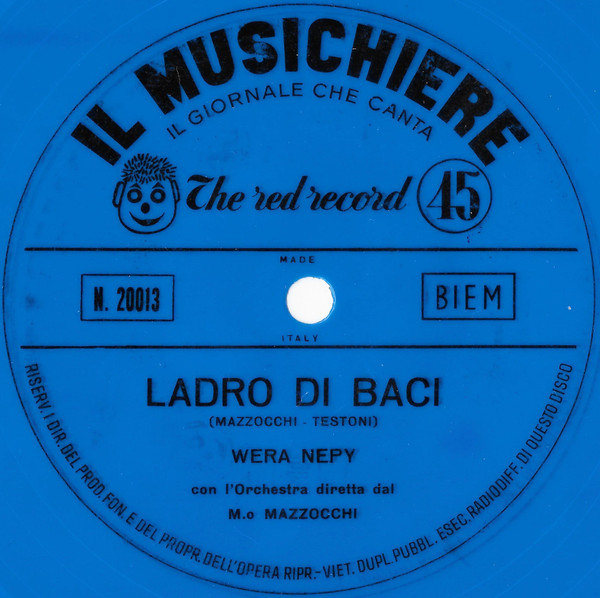 IL MUSICHIERE
IL GIORNALE CHE CANTA
The red record 45
MADE
N. 20013
BIEM
ITALY
LADRO DI BACI
(MAZZOCCHI - TESTONI)
WERA NEPY
con l'Orchestra diretta dal
M.o MAZZOCCHI
RISERV. I DIR. DEL PROD. FON. E DEL PROPR. DELL'OPERA RIPR.- VIET. DUPL. PUBBL. ESEC. RADIODIFF. DI QUESTO DISCO